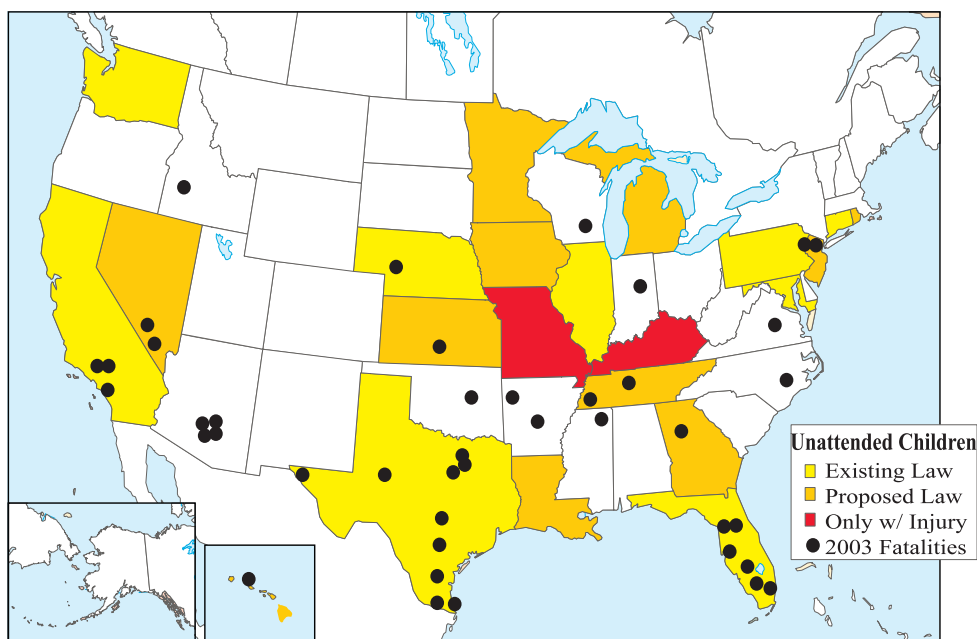 Unattended Children
Existing Law
Proposed Law
Only w/ Injury
2003 Fatalities